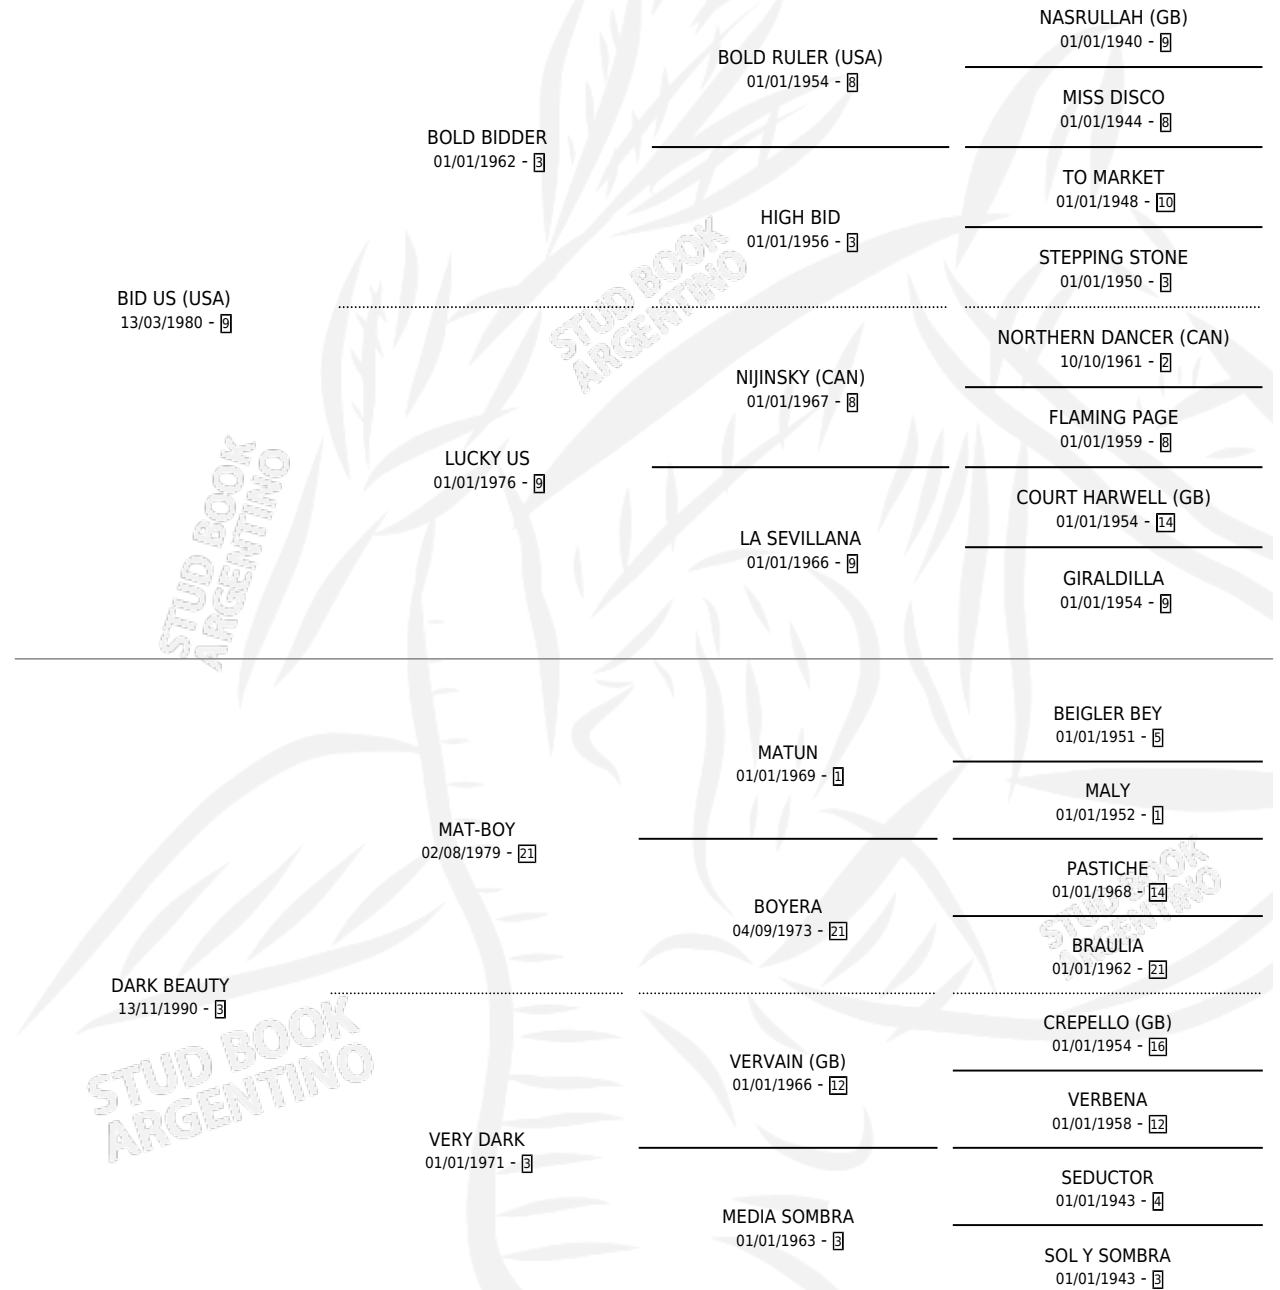 NASRULLAH (GB)
01/01/1940 - 9
BOLD RULER (USA)
01/01/1954 - 8
MISS DISCO
01/01/1944 - 8
BOLD BIDDER
01/01/1962 - 3
TO MARKET
01/01/1948 - 10
HIGH BID
01/01/1956 - 3
STEPPING STONE
01/01/1950 - 3
BID US (USA)
13/03/1980 - 9
NORTHERN DANCER (CAN)
10/10/1961 - 2
NIJINSKY (CAN)
01/01/1967 - 8
FLAMING PAGE
01/01/1959 - 8
LUCKY US
01/01/1976 - 9
COURT HARWELL (GB)
01/01/1954 - 14
LA SEVILLANA
01/01/1966 - 9
GIRALDILLA
01/01/1954 - 9
BEIGLER BEY
01/01/1951 - 5
MATUN
01/01/1969 - 1
MALY
01/01/1952 - 1
MAT-BOY
02/08/1979 - 21
PASTICHE
01/01/1968 - 14
BOYERA
04/09/1973 - 21
BRAULIA
01/01/1962 - 21
DARK BEAUTY
13/11/1990 - 3
CREPELLO (GB)
01/01/1954 - 16
VERVAIN (GB)
01/01/1966 - 12
VERBENA
01/01/1958 - 12
VERY DARK
01/01/1971 - 3
SEDUCTOR
01/01/1943 - 4
MEDIA SOMBRA
01/01/1963 - 3
SOL Y SOMBRA
01/01/1943 - 3
STUD BOOK
ARGENTINO
STUD BOOK
ARGENTINO
STUD BOOK
ARGENTINO
STUD BOOK
ARGENTINO